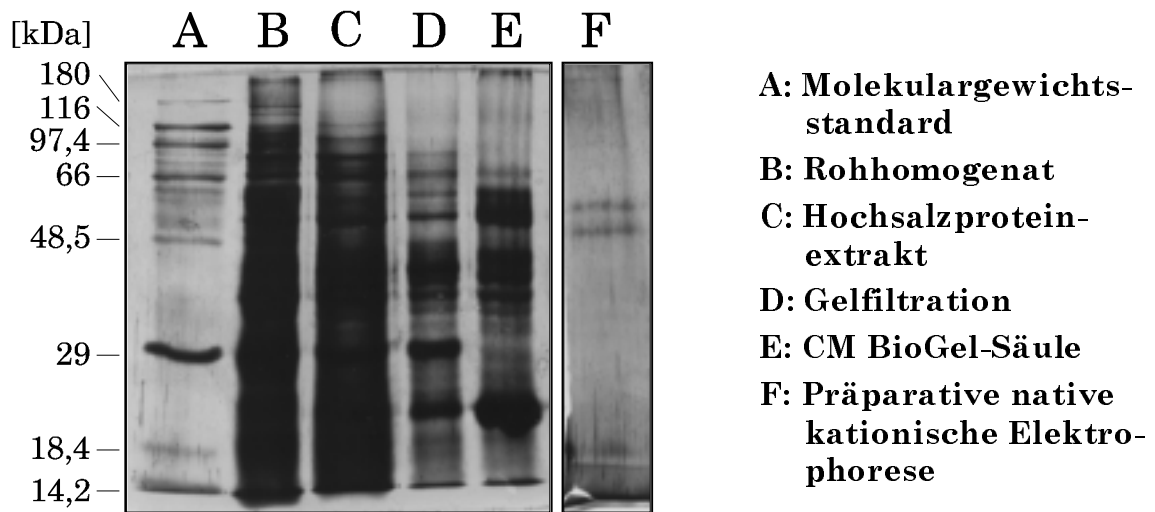 [kDa] A B C D E F
180
116
97,4
66
48,5
29
18,4
14,2
A: Molekulargewichts-
standard
B: Rohhomogenat
C: Hochsalzprotein-
extrakt
D: Gelfiltration
E: CM BioGel-Säule
F: Präparative native
kationische Elektro-
phorese